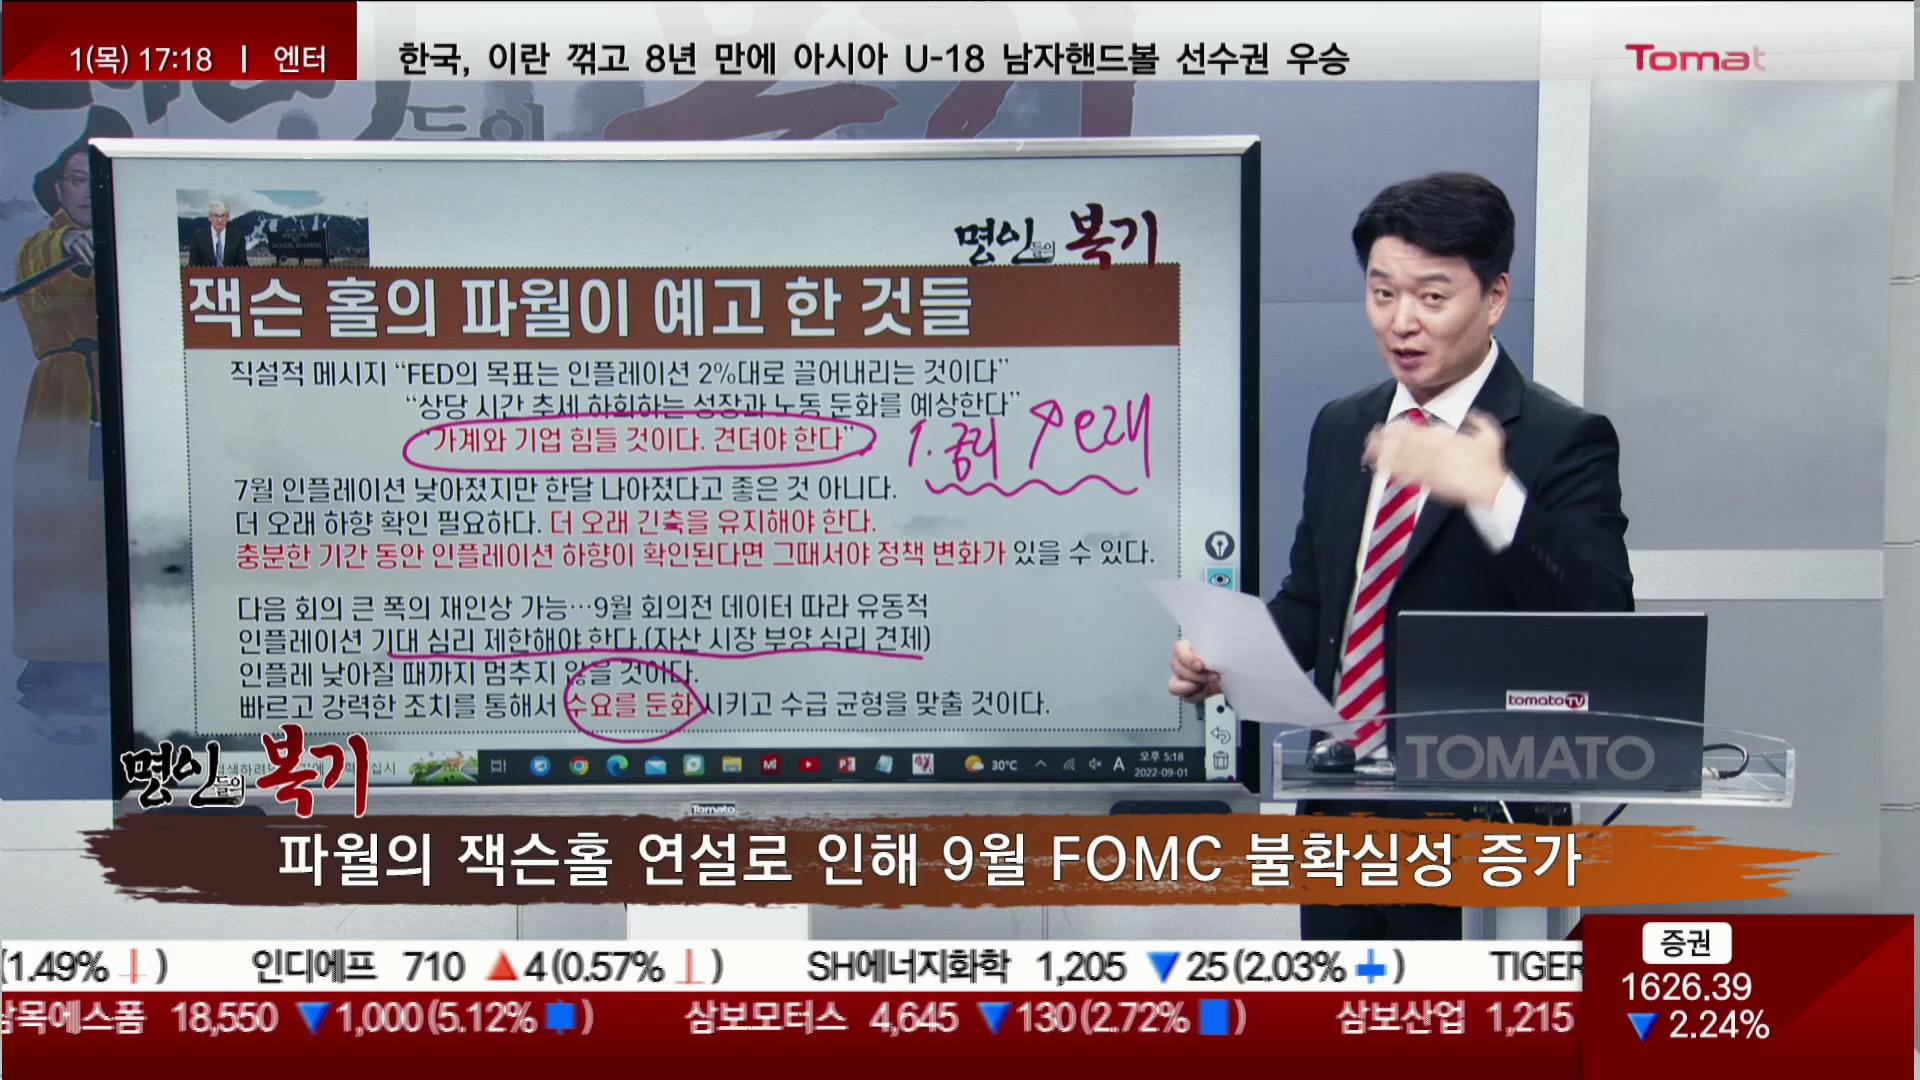 1(목) 17:18 | 엔터
한국, 이란 꺾고 8년 만에 아시아 U-18 남자핸드볼 선수권 우승
Tomat
명인들의 복기
잭슨 홀의 파월이 예고 한 것들
직설적 메시지 “FED의 목표는 인플레이션 2%대로 끌어내리는 것이다”
“상당 시간 추세 하회하는 성장과 노동 둔화를 예상한다”
“가계와 기업 힘들 것이다. 견뎌야 한다”
1. 금리 ↑ 오래
7월 인플레이션 낮아졌지만 한달 나아졌다고 좋은 것 아니다.
더 오래 하향 확인 필요하다. 더 오래 긴축을 유지해야 한다.
충분한 기간 동안 인플레이션 하향이 확인된다면 그때서야 정책 변화가 있을 수 있다.
다음 회의 큰 폭의 재인상 가능…9월 회의전 데이터 따라 유동적
인플레이션 기대 심리 제한해야 한다.(자산 시장 부양 심리 견제)
인플레 낮아질 때까지 멈추지 않을 것이다.
빠르고 강력한 조치를 통해서 수요를 둔화 시키고 수급 균형을 맞출 것이다.
30℃ A 오후 5:18
2022-09-01
Tomato
tomatoTV
TOMATO
명인들의 복기
파월의 잭슨홀 연설로 인해 9월 FOMC 불확실성 증가
(1.49% ) 인디에프 710 ▲4(0.57% ) SH에너지화학 1,205 ▼25(2.03% ) TIGER
삼목에스폼 18,550 ▼1,000(5.12% ) 삼보모터스 4,645 ▼130(2.72% ) 삼보산업 1,215
증권
1626.39
▼ 2.24%